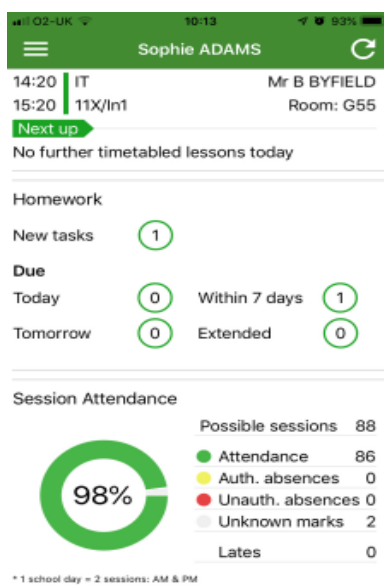 O2-UK 10:13 93%
Sophie ADAMS
14:20 IT Mr B BYFIELD
15:20 11X/In1 Room: G55
Next up
No further timetabled lessons today
Homework
New tasks 1
Due
Today 0 Within 7 days 1
Tomorrow 0 Extended 0
Session Attendance
Possible sessions 88
Attendance 86
Auth. absences 0
98% Unauth. absences 0
Unknown marks 2
Lates 0
* 1 school day = 2 sessions: AM & PM